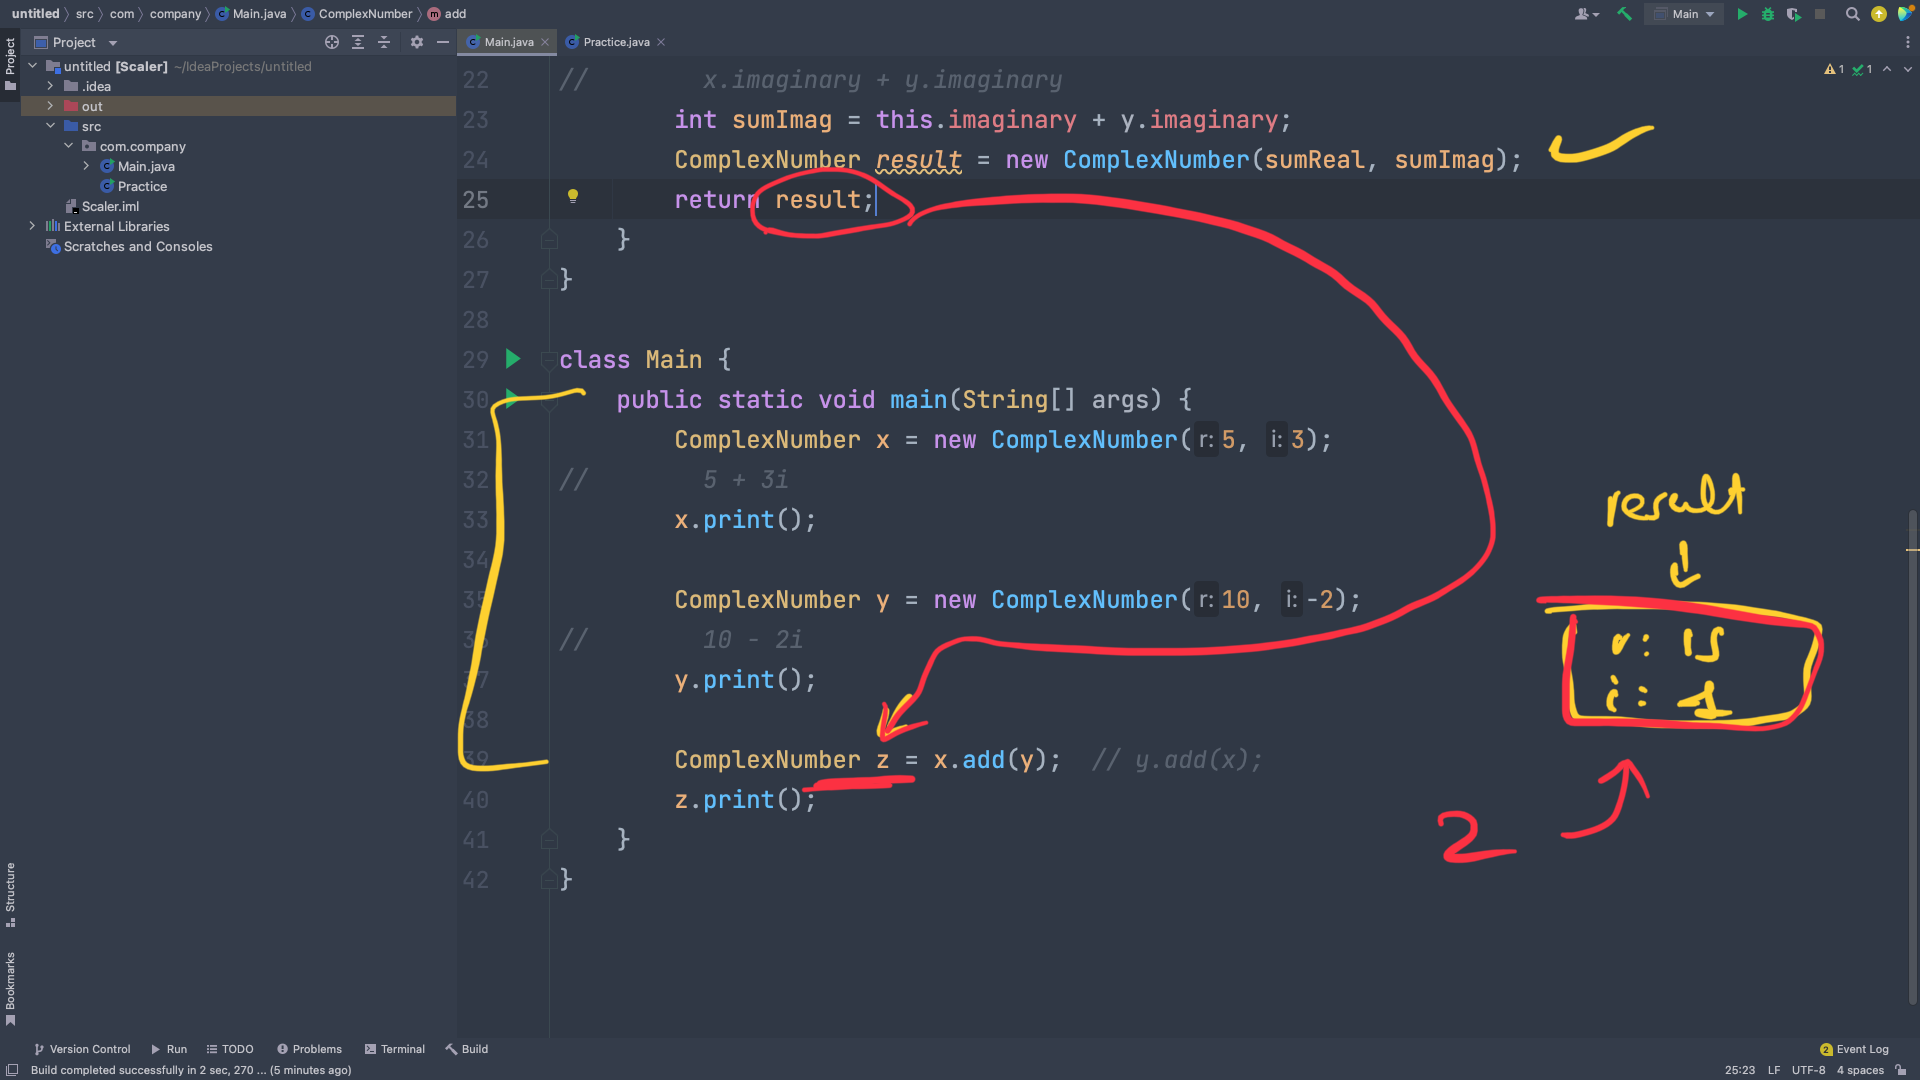 untitled src com company Main.java ComplexNumber add
Main
Project
Main.java Practice.java
untitled [Scaler] ~/IdeaProjects/untitled
.idea
out
src
com.company
Main.java
Practice
Scaler.iml
External Libraries
Scratches and Consoles
Project
Structure
Bookmarks
1 1
22 // x.imaginary + y.imaginary
23 int sumImag = this.imaginary + y.imaginary;
24 ComplexNumber result = new ComplexNumber(sumReal, sumImag);
25 return result;
26 }
27 }
28
29 class Main {
30 public static void main(String[] args) {
31 ComplexNumber x = new ComplexNumber( r: 5, i: 3);
32 // 5 + 3i
33 x.print();
34
35 ComplexNumber y = new ComplexNumber( r: 10, i: -2);
36 // 10 - 2i
37 y.print();
38
39 ComplexNumber z = x.add(y); // y.add(x);
40 z.print();
41 }
42 }
result
r: 15
i: 1
2
Version Control Run TODO Problems Terminal Build
2 Event Log
Build completed successfully in 2 sec, 270 ... (5 minutes ago)
25:23 LF UTF-8 4 spaces